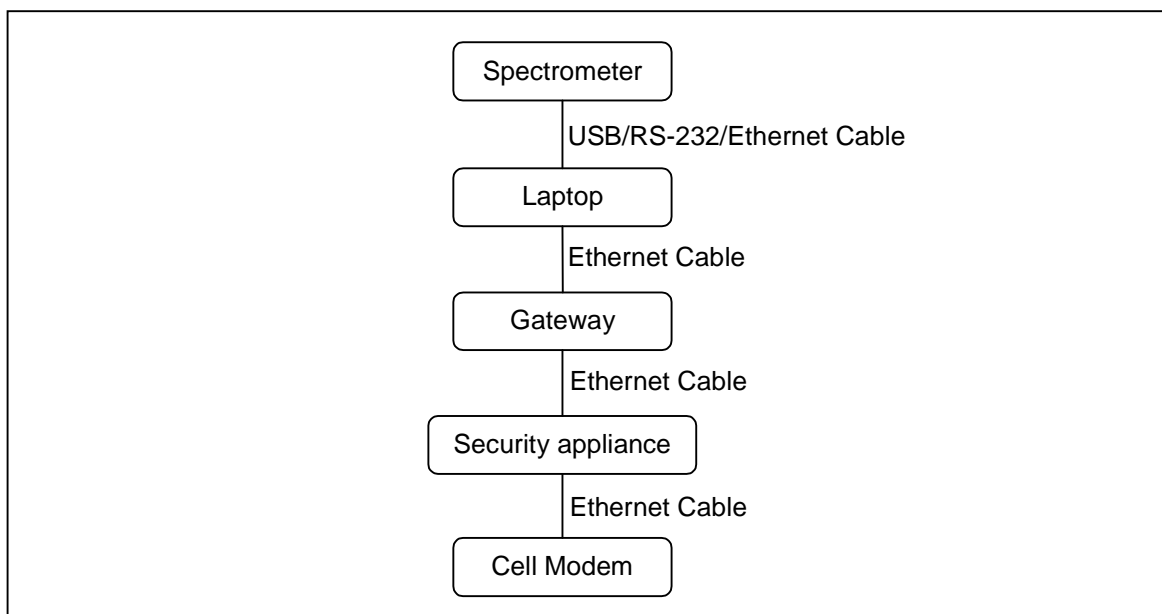 Spectrometer
USB/RS-232/Ethernet Cable
Laptop
Ethernet Cable
Gateway
Ethernet Cable
Security appliance
Ethernet Cable
Cell Modem